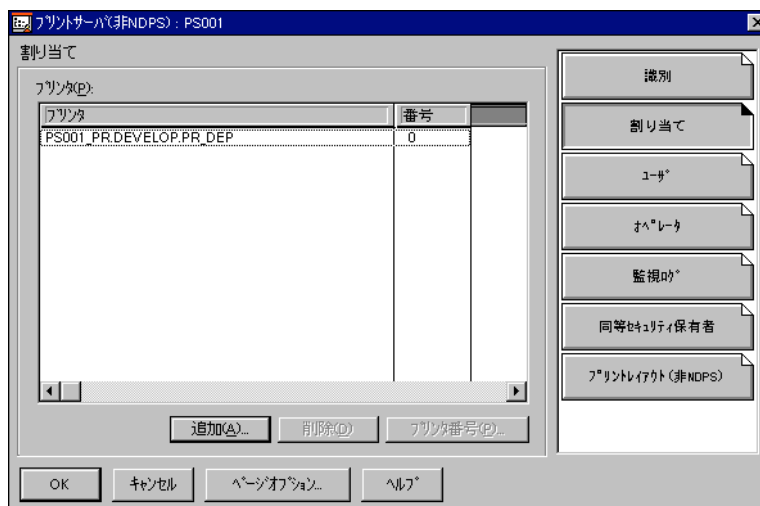 ﾌﾟﾘﾝﾄｻｰﾊﾞ(非NDPS) : PS001
割り当て
ﾌﾟﾘﾝﾀ(P):
ﾌﾟﾘﾝﾀ 番号
PS001_PR.DEVELOP.PR_DEP 0
追加(A)... 削除(D) ﾌﾟﾘﾝﾀ番号(P)...
OK ｷｬﾝｾﾙ ﾍﾟｰｼﾞｵﾌﾟｼｮﾝ... ﾍﾙﾌﾟ
識別
割り当て
ﾕｰｻﾞ
ｵﾍﾟﾚｰﾀ
監視ﾛｸﾞ
同等ｾｷｭﾘﾃｨ保有者
ﾌﾟﾘﾝﾄﾚｲｱｳﾄ(非NDPS)